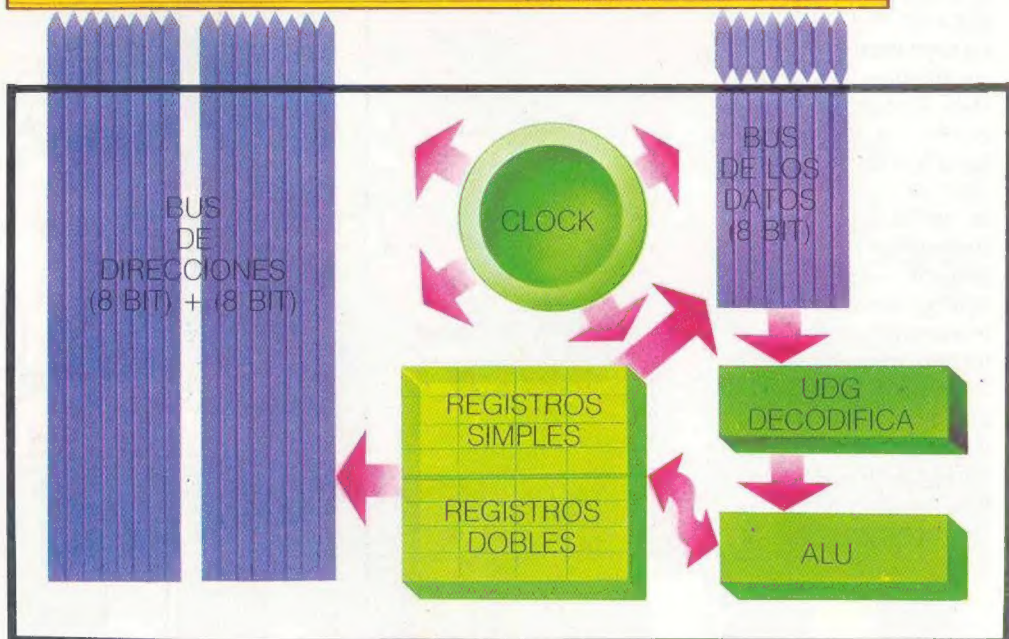 BUS
DE
DIRECCIONES
(8 BIT) + (8 BIT)
CLOCK
BUS
DE LOS
DATOS
(8 BIT)
REGISTROS
SIMPLES
REGISTROS
DOBLES
UDG
DECODIFICA
ALU